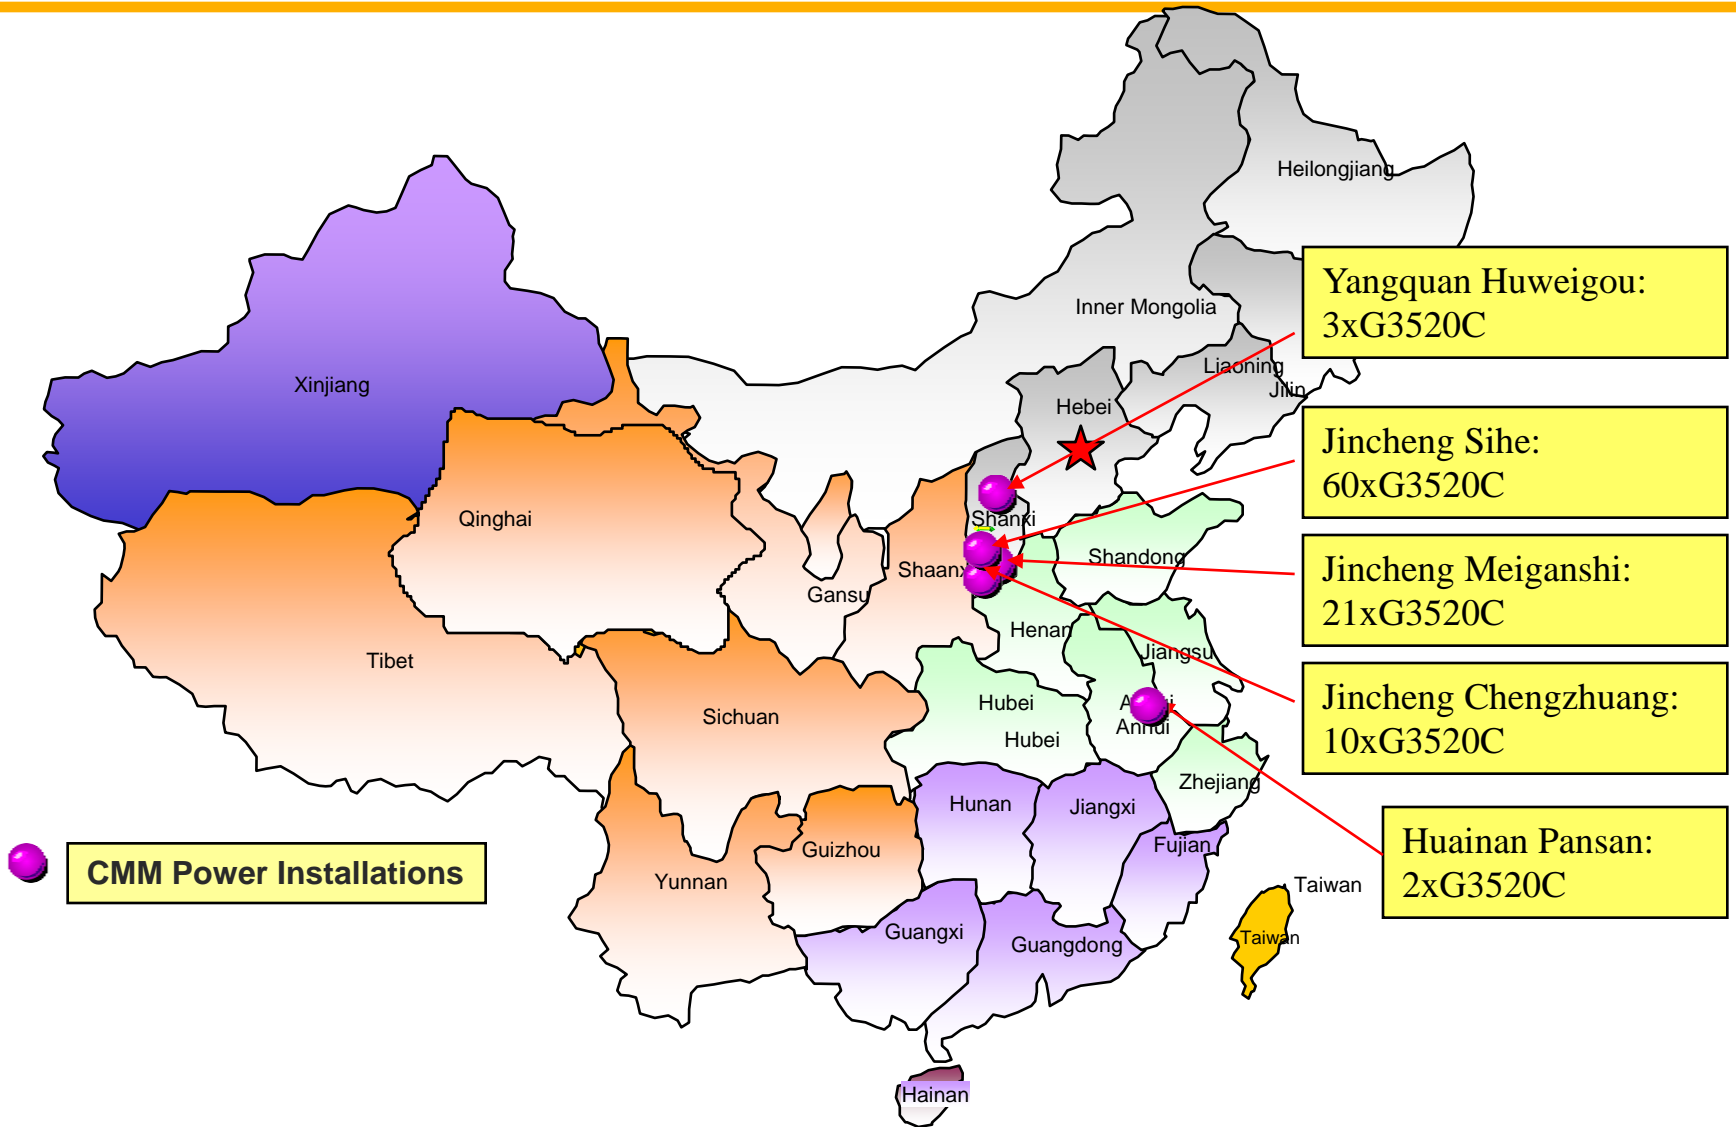 Heilongjiang
Yangquan Huweigou:
3xG3520C
Inner Mongolia
Liaoning
Jilin
Xinjiang
Hebei
Jincheng Sihe:
60xG3520C
Qinghai
Shanxi
Shandong
Shaanxi
Gansu
Jincheng Meiganshi:
21xG3520C
Henan
Jiangsu
Tibet
Jincheng Chengzhuang:
10xG3520C
Sichuan
Hubei
Hubei
Anhui
Zhejiang
Hunan
Jiangxi
Huainan Pansan:
2xG3520C
Fujian
Guizhou
CMM Power Installations
Yunnan
Taiwan
Taiwan
Guangxi
Guangdong
Hainan